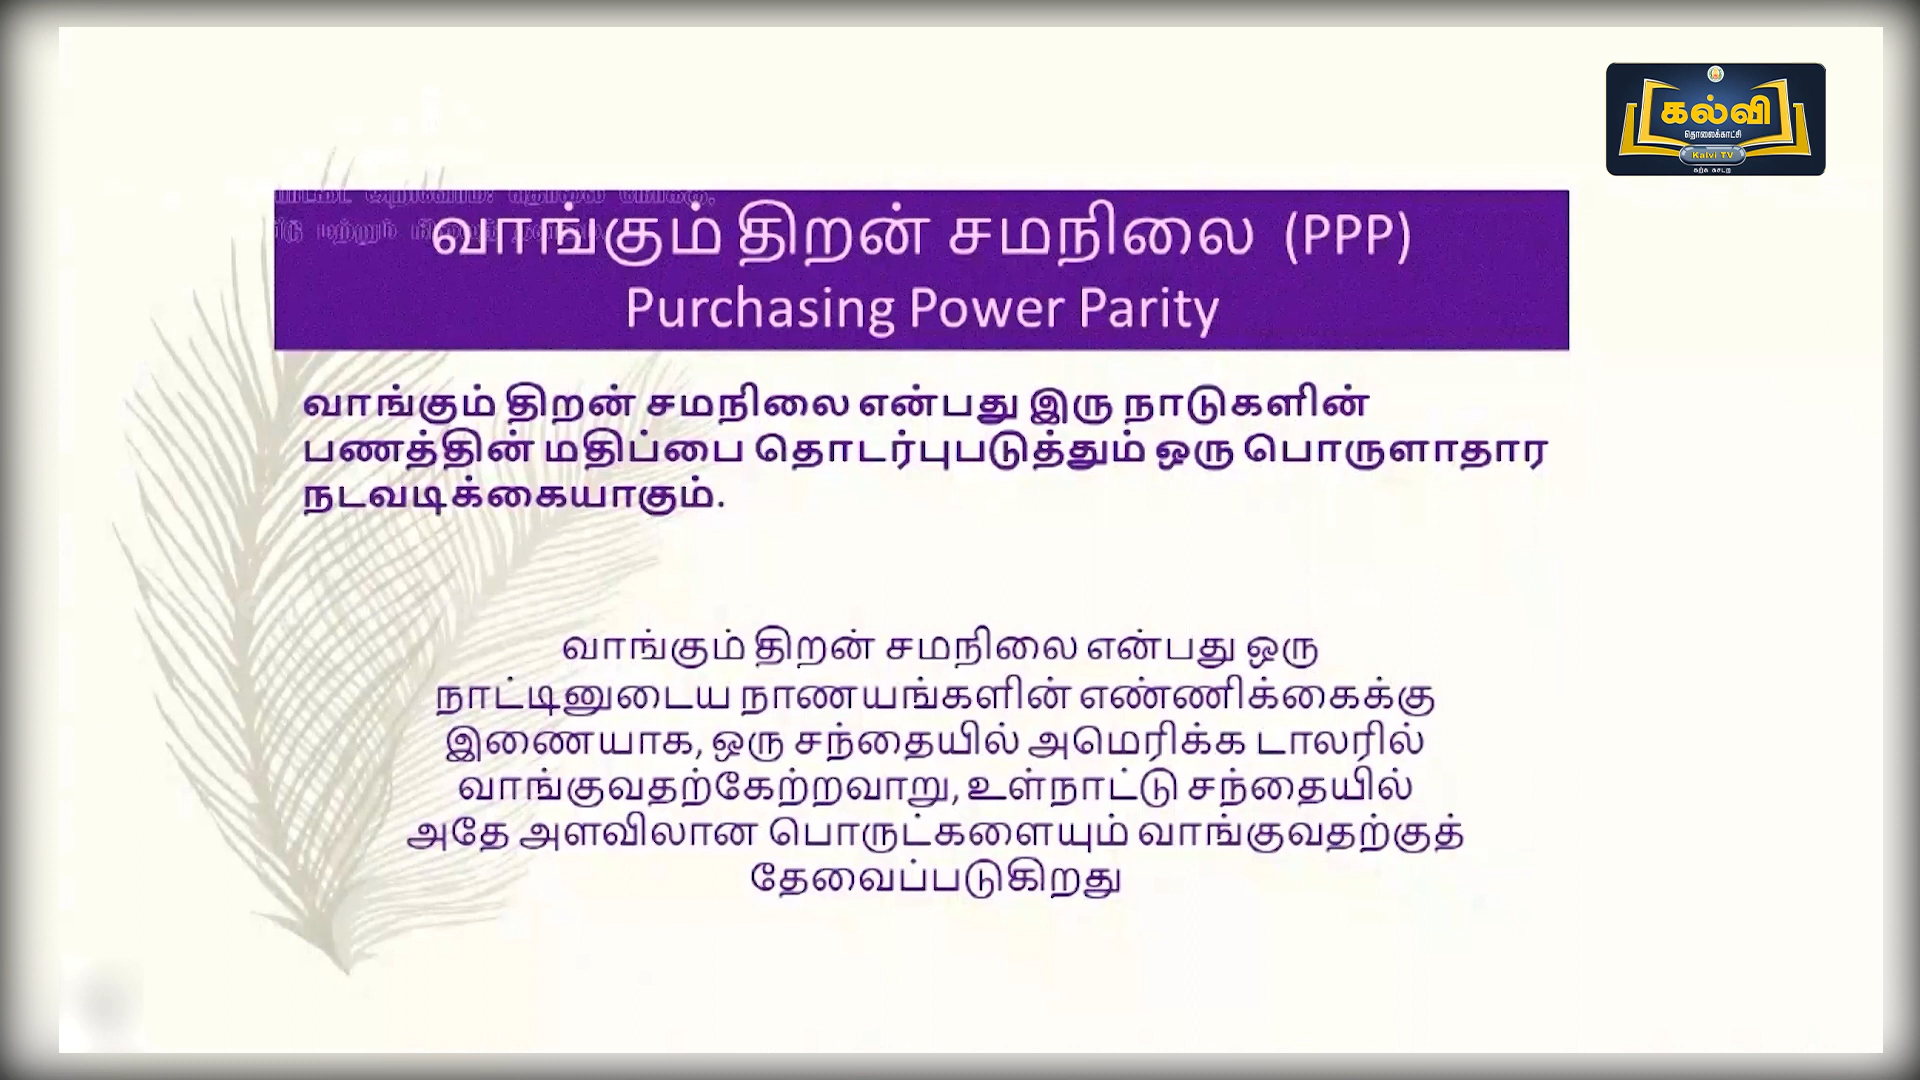 கல்வி
தொலைக்காட்சி
Kalvi TV
கற்க கசடற
வாங்கும் திறன் சமநிலை (PPP)
Purchasing Power Parity
வாங்கும் திறன் சமநிலை என்பது இரு நாடுகளின்
பணத்தின் மதிப்பை தொடர்புபடுத்தும் ஒரு பொருளாதார
நடவடிக்கையாகும்.
வாங்கும் திறன் சமநிலை என்பது ஒரு
நாட்டினுடைய நாணயங்களின் எண்ணிக்கைக்கு
இணையாக, ஒரு சந்தையில் அமெரிக்க டாலரில்
வாங்குவதற்கேற்றவாறு, உள்நாட்டு சந்தையில்
அதே அளவிலான பொருட்களையும் வாங்குவதற்குத்
தேவைப்படுகிறது